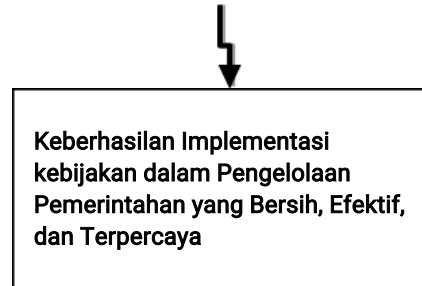 Keberhasilan Implementasi
kebijakan dalam Pengelolaan
Pemerintahan yang Bersih, Efektif,
dan Terpercaya